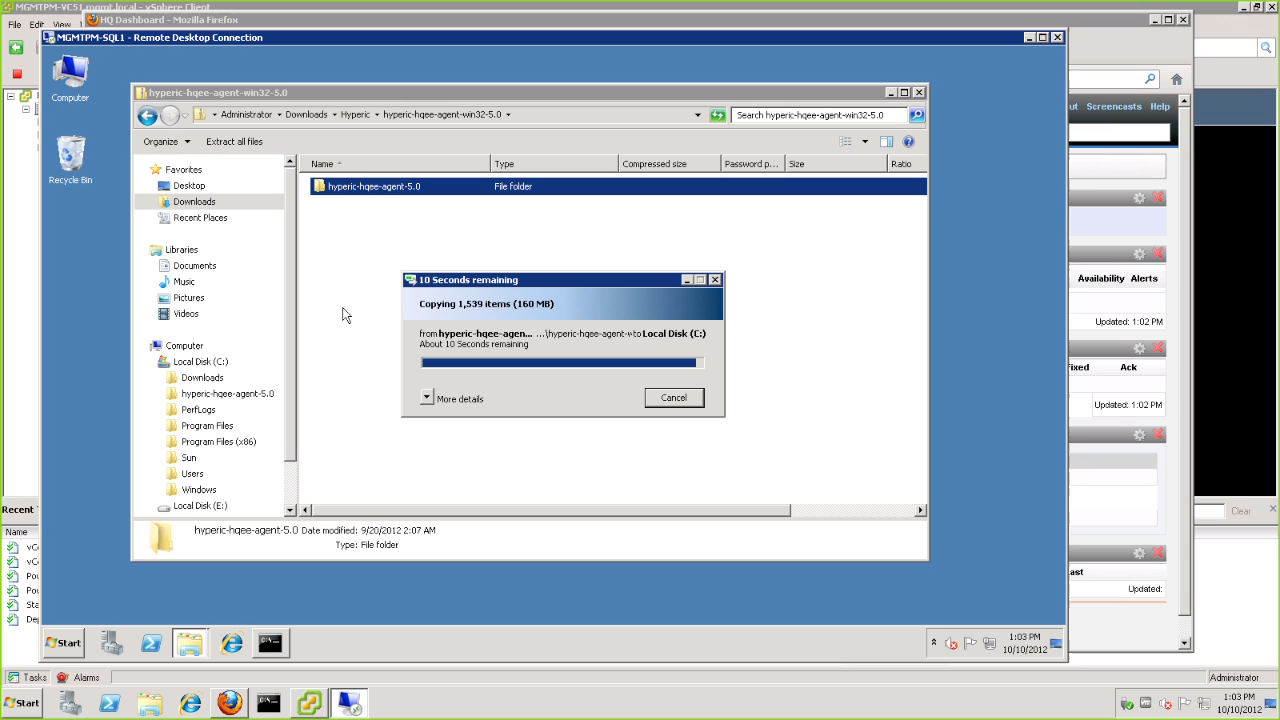 MGMTPM-VC51.mgmt.local - vSphere Client
File Edit View
HQ Dashboard - Mozilla Firefox
MGMTPM-SQL1 - Remote Desktop Connection
Computer
Recycle Bin
hyperic-hqee-agent-win32-5.0
Administrator Downloads Hyperic hyperic-hqee-agent-win32-5.0
Search hyperic-hqee-agent-win32-5.0
Organize Extract all files
Name Type Compressed size Password p... Size Ratio
hyperic-hqee-agent-5.0 File folder
Favorites
Desktop
Downloads
Recent Places
Libraries
Documents
Music
Pictures
Videos
Computer
Local Disk (C:)
Downloads
hyperic-hqee-agent-5.0
PerfLogs
Program Files
Program Files (x86)
Sun
Users
Windows
Local Disk (E:)
10 Seconds remaining
Copying 1,539 items (160 MB)
from hyperic-hqee-agen... ...\hyperic-hqee-agent-w to Local Disk (C:)
About 10 Seconds remaining
More details
Cancel
hyperic-hqee-agent-5.0 Date modified: 9/20/2012 2:07 AM
Type: File folder
ut Screencasts Help
Availability Alerts
Updated: 1:02 PM
fixed Ack
Updated: 1:02 PM
ast
Updated:
Clear
Recent T
Name
vCe
vCe
Pou
Pou
Sta
Dep
Start
1:03 PM
10/10/2012
Tasks Alarms
Administrator
Start
1:03 PM
10/10/2012